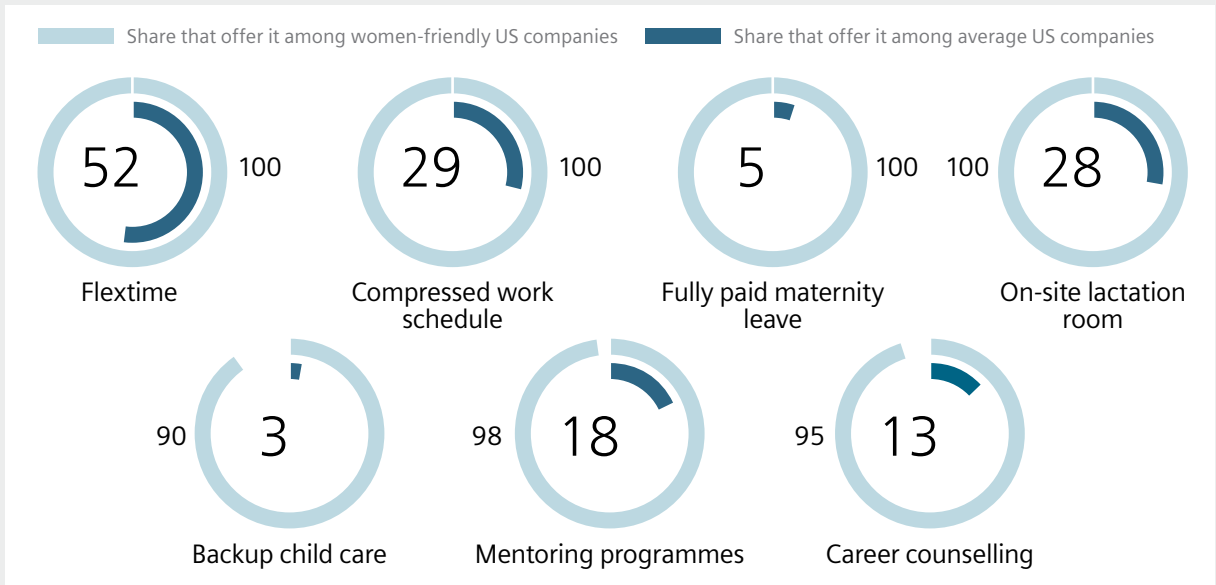 Share that offer it among women-friendly US companies
Share that offer it among average US companies
52
100
Flextime
29
100
Compressed work
schedule
5
100
Fully paid maternity
leave
100
28
On-site lactation
room
90
3
Backup child care
98
18
Mentoring programmes
95
13
Career counselling